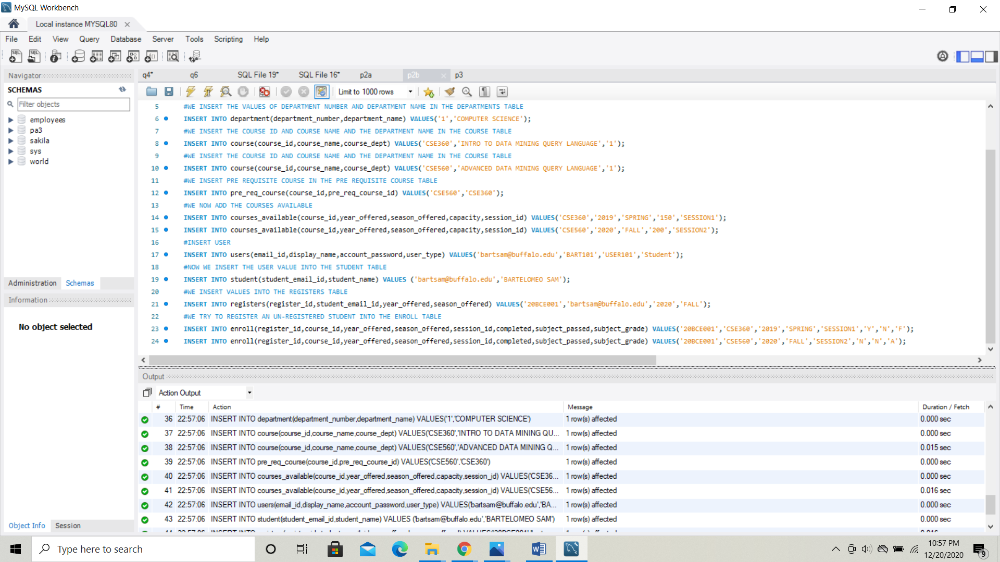 MySQL Workbench
Local instance MYSQL80
File Edit View Query Database Server Tools Scripting Help
Navigator
SCHEMAS
Filter objects
employees
pa3
sakila
sys
world
Administration Schemas
Information
No object selected
Object Info Session
q4* q6 SQL File 19* SQL File 16* p2a p2b p3
Limit to 1000 rows
5 #WE INSERT THE VALUES OF DEPARTMENT NUMBER AND DEPARTMENT NAME IN THE DEPARTMENTS TABLE
6 INSERT INTO department(department_number,department_name) VALUES('1','COMPUTER SCIENCE');
7 #WE INSERT THE COURSE ID AND COURSE NAME AND THE DEPARTMENT NAME IN THE COURSE TABLE
8 INSERT INTO course(course_id,course_name,course_dept) VALUES('CSE360','INTRO TO DATA MINING QUERY LANGUAGE','1');
9 #WE INSERT THE COURSE ID AND COURSE NAME AND THE DEPARTMENT NAME IN THE COURSE TABLE
10 INSERT INTO course(course_id,course_name,course_dept) VALUES('CSE560','ADVANCED DATA MINING QUERY LANGUAGE','1');
11 #WE INSERT PRE REQUISITE COURSE IN THE PRE REQUISITE COURSE TABLE
12 INSERT INTO pre_req_course(course_id,pre_req_course_id) VALUES('CSE560','CSE360');
13 #WE NOW ADD THE COURSES AVAILABLE
14 INSERT INTO courses_available(course_id,year_offered,season_offered,capacity,session_id) VALUES('CSE360','2019','SPRING','150','SESSION1');
15 INSERT INTO courses_available(course_id,year_offered,season_offered,capacity,session_id) VALUES('CSE560','2020','FALL','200','SESSION2');
16 #INSERT USER
17 INSERT INTO users(email_id,display_name,account_password,user_type) VALUES('bartsam@buffalo.edu','BART101','USER101','Student');
18 #NOW WE INSERT THE USER VALUE INTO THE STUDENT TABLE
19 INSERT INTO student(student_email_id,student_name) VALUES ('bartsam@buffalo.edu','BARTELOMEO SAM');
20 #WE INSERT VALUES INTO THE REGISTERS TABLE
21 INSERT INTO registers(register_id,student_email_id,year_offered,season_offered) VALUES('20BCE001','bartsam@buffalo.edu','2020','FALL');
22 #WE TRY TO REGISTER AN UN-REGISTERED STUDENT INTO THE ENROLL TABLE
23 INSERT INTO enroll(register_id,course_id,year_offered,season_offered,session_id,completed,subject_passed,subject_grade) VALUES('20BCE001','CSE360','2019','SPRING','SESSION1','Y','N','F');
24 INSERT INTO enroll(register_id,course_id,year_offered,season_offered,session_id,completed,subject_passed,subject_grade) VALUES('20BCE001','CSE560','2020','FALL','SESSION2','N','N','A');
Output
Action Output
# Time Action Message Duration / Fetch
36 22:57:06 INSERT INTO department(department_number,department_name) VALUES('1','COMPUTER SCIENCE') 1 row(s) affected 0.000 sec
37 22:57:06 INSERT INTO course(course_id,course_name,course_dept) VALUES('CSE360','INTRO TO DATA MINING QU... 1 row(s) affected 0.000 sec
38 22:57:06 INSERT INTO course(course_id,course_name,course_dept) VALUES('CSE560','ADVANCED DATA MINING Q... 1 row(s) affected 0.015 sec
39 22:57:06 INSERT INTO pre_req_course(course_id,pre_req_course_id) VALUES('CSE560','CSE360') 1 row(s) affected 0.000 sec
40 22:57:06 INSERT INTO courses_available(course_id,year_offered,season_offered,capacity,session_id) VALUES('CSE36... 1 row(s) affected 0.000 sec
41 22:57:06 INSERT INTO courses_available(course_id,year_offered,season_offered,capacity,session_id) VALUES('CSE56... 1 row(s) affected 0.016 sec
42 22:57:06 INSERT INTO users(email_id,display_name,account_password,user_type) VALUES('bartsam@buffalo.edu','BA... 1 row(s) affected 0.000 sec
43 22:57:06 INSERT INTO student(student_email_id,student_name) VALUES ('bartsam@buffalo.edu','BARTELOMEO SAM') 1 row(s) affected 0.000 sec
Type here to search
10:57 PM
12/20/2020
9